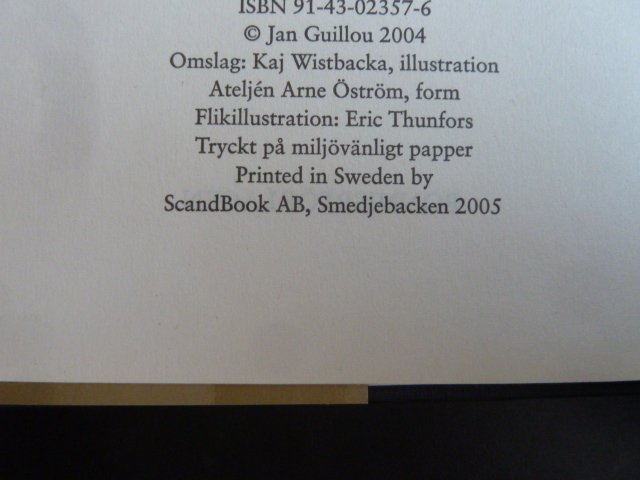 ISBN 91-43-02357-6
© Jan Guillou 2004
Omslag: Kaj Wistbacka, illustration
Ateljén Arne Öström, form
Flikillustration: Eric Thunfors
Tryckt på miljövänligt papper
Printed in Sweden by
ScandBook AB, Smedjebacken 2005